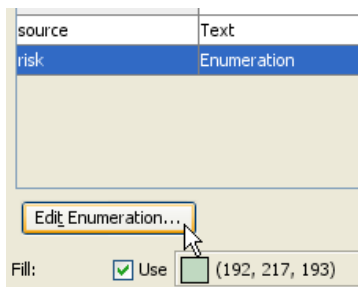 source Text
risk Enumeration
Edit Enumeration...
Fill: Use (192, 217, 193)